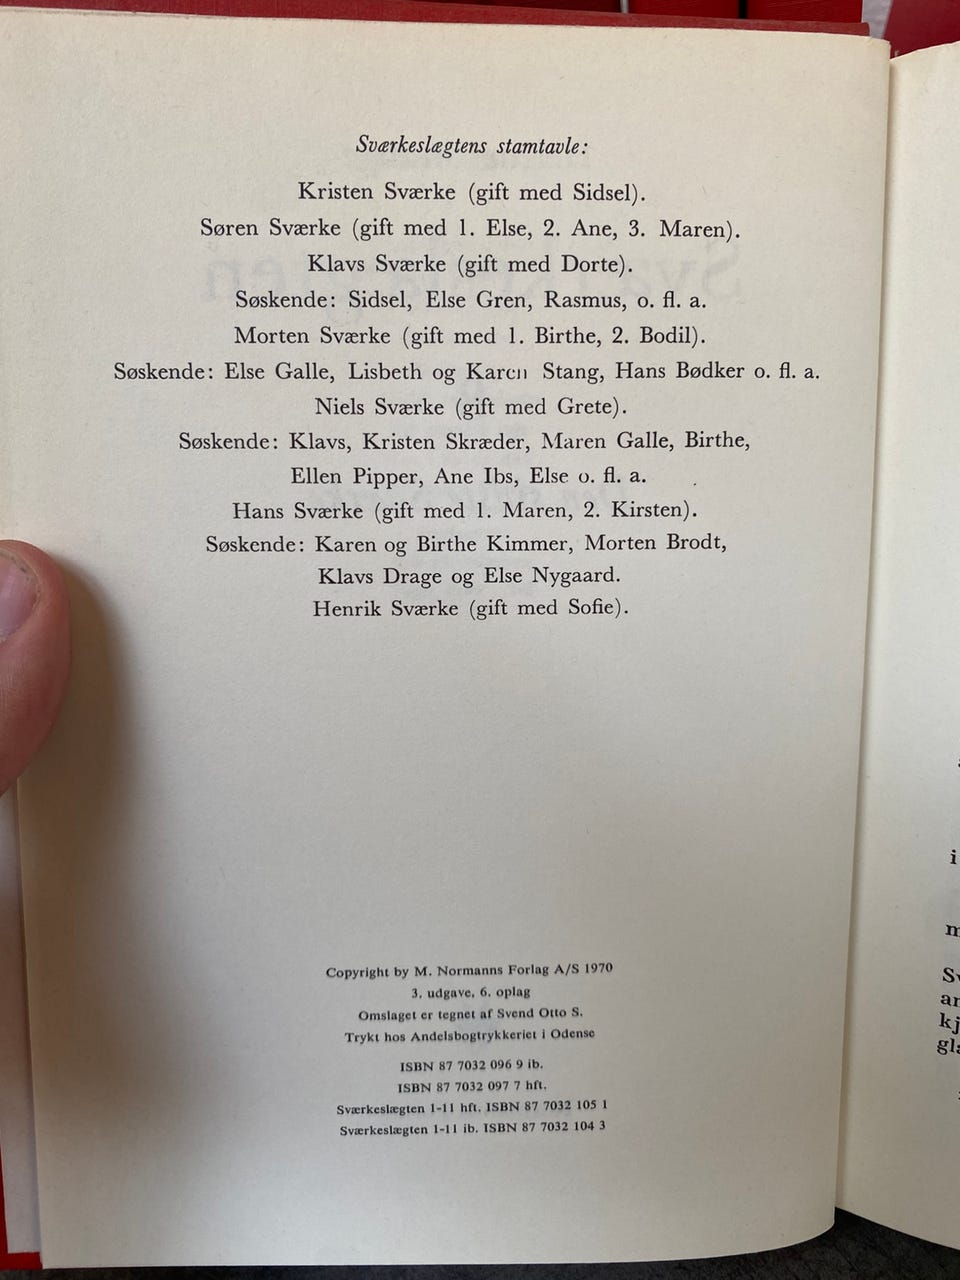 Sværkeslægtens stamtavle:
Kristen Sværke (gift med Sidsel).
Søren Sværke (gift med 1. Else, 2. Ane, 3. Maren).
Klavs Sværke (gift med Dorte).
Søskende: Sidsel, Else Gren, Rasmus, o. fl. a.
Morten Sværke (gift med 1. Birthe, 2. Bodil).
Søskende: Else Galle, Lisbeth og Karen Stang, Hans Bødker o. fl. a.
Niels Sværke (gift med Grete).
Søskende: Klavs, Kristen Skræder, Maren Galle, Birthe,
Ellen Pipper, Ane Ibs, Else o. fl. a.
Hans Sværke (gift med 1. Maren, 2. Kirsten).
Søskende: Karen og Birthe Kimmer, Morten Brodt,
Klavs Drage og Else Nygaard.
Henrik Sværke (gift med Sofie).
Copyright by M. Normanns Forlag A/S 1970
3. udgave, 6. oplag
Omslaget er tegnet af Svend Otto S.
Trykt hos Andelsbogtrykkeriet i Odense
ISBN 87 7032 096 9 ib.
ISBN 87 7032 097 7 hft.
Sværkeslægten 1-11 hft. ISBN 87 7032 105 1
Sværkeslægten 1-11 ib. ISBN 87 7032 104 3